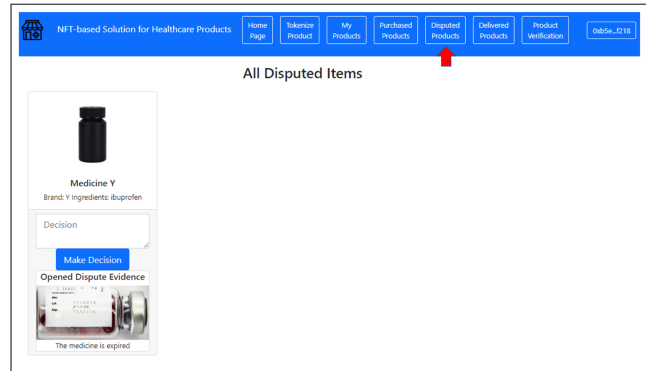 NFT-based Solution for Healthcare Products
Home
Page
Tokenize
Product
My
Products
Purchased
Products
Disputed
Products
Delivered
Products
Product
Verification
0xb5e...f218
All Disputed Items
Medicine Y
Brand: Y Ingredients: ibuprofen
Decision
Make Decision
Opened Dispute Evidence
The medicine is expired